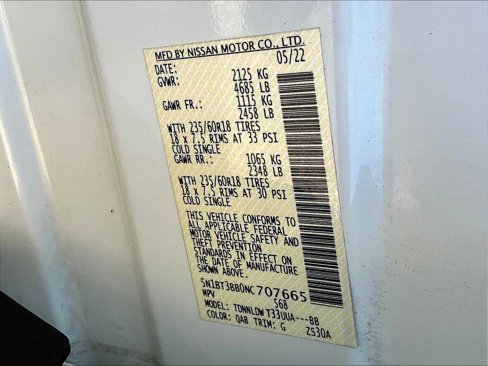 MFD BY NISSAN MOTOR CO., LTD.
DATE: 05/22
GVWR: 2125 KG
4685 LB
GAWR FR.: 1115 KG
2458 LB
WITH 235/60R18 TIRES
18 x 7.5 RIMS AT 33 PSI
COLD SINGLE
GAWR RR.: 1065 KG
2348 LB
WITH 235/60R18 TIRES
18 x 7.5 RIMS AT 30 PSI
COLD SINGLE
THIS VEHICLE CONFORMS TO
ALL APPLICABLE FEDERAL
MOTOR VEHICLE SAFETY AND
THEFT PREVENTION
STANDARDS IN EFFECT ON
THE DATE OF MANUFACTURE
SHOWN ABOVE.
5N1BT3BB0NC707665
MPV 568
MODEL: TDNNLDW T33UUA---BB
COLOR: QAB TRIM: G ZS30A